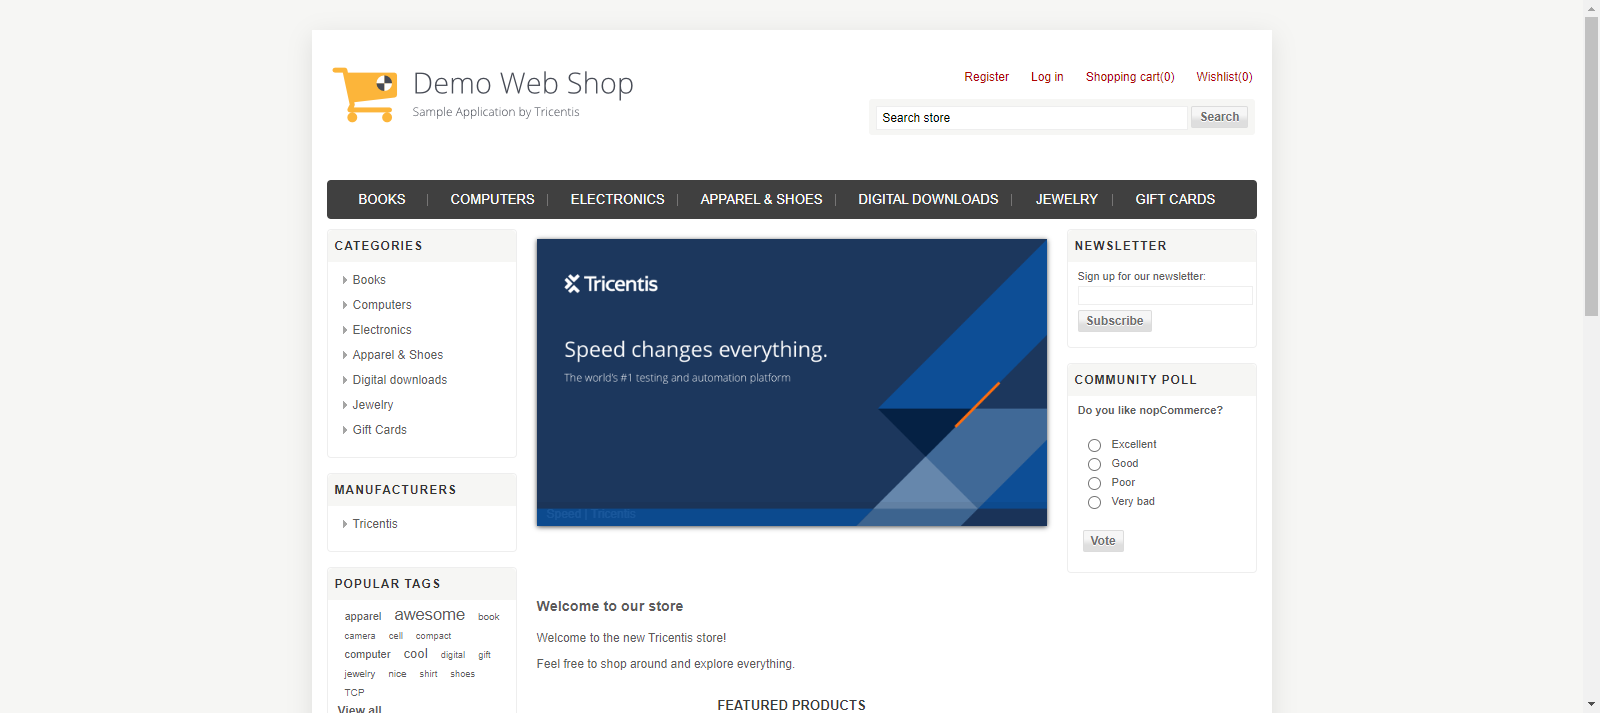 Demo Web Shop
Sample Application by Tricentis
Register Log in Shopping cart(0) Wishlist(0)
Search store Search
BOOKS COMPUTERS ELECTRONICS APPAREL & SHOES DIGITAL DOWNLOADS JEWELRY GIFT CARDS
CATEGORIES
Books
Computers
Electronics
Apparel & Shoes
Digital downloads
Jewelry
Gift Cards
MANUFACTURERS
Tricentis
POPULAR TAGS
apparel awesome book
camera cell compact
computer cool digital gift
jewelry nice shirt shoes
TCP
View all
Tricentis
Speed changes everything.
The world's #1 testing and automation platform
Speed | Tricentis
Welcome to our store
Welcome to the new Tricentis store!
Feel free to shop around and explore everything.
FEATURED PRODUCTS
NEWSLETTER
Sign up for our newsletter:
Subscribe
COMMUNITY POLL
Do you like nopCommerce?
Excellent
Good
Poor
Very bad
Vote